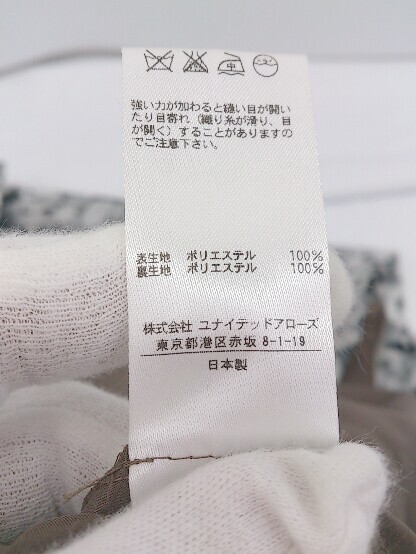 強い力が加わると縫い目が開い
たり目寄れ（織り糸が滑り、目
が開く）することがありますの
でご注意下さい。
表生地 ポリエステル 100%
裏生地 ポリエステル 100%
株式会社 ユナイテッドアローズ
東京都港区赤坂 8-1-19
日本製